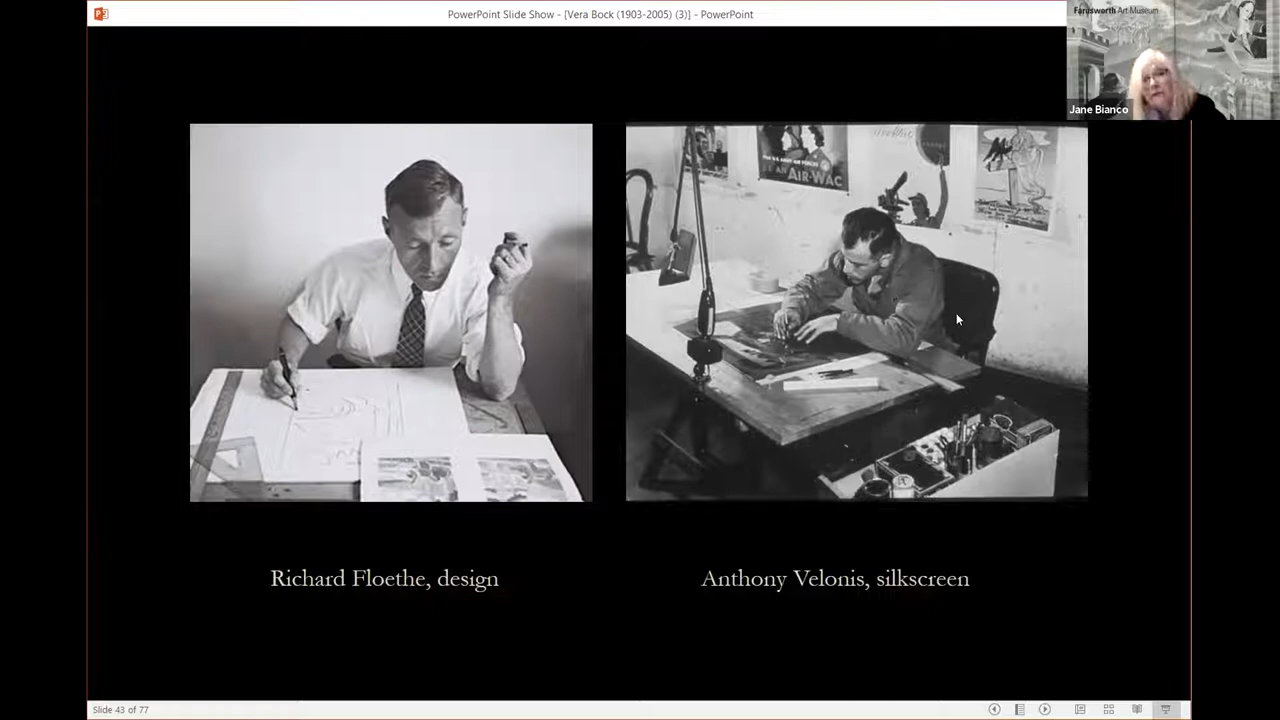 PowerPoint Slide Show - [Vera Bock (1903-2005) (3)] - PowerPoint
Farnsworth Art Museum
Jane Bianco
AIR-WAC
Richard Floethe, design
Anthony Velonis, silkscreen
Slide 43 of 77